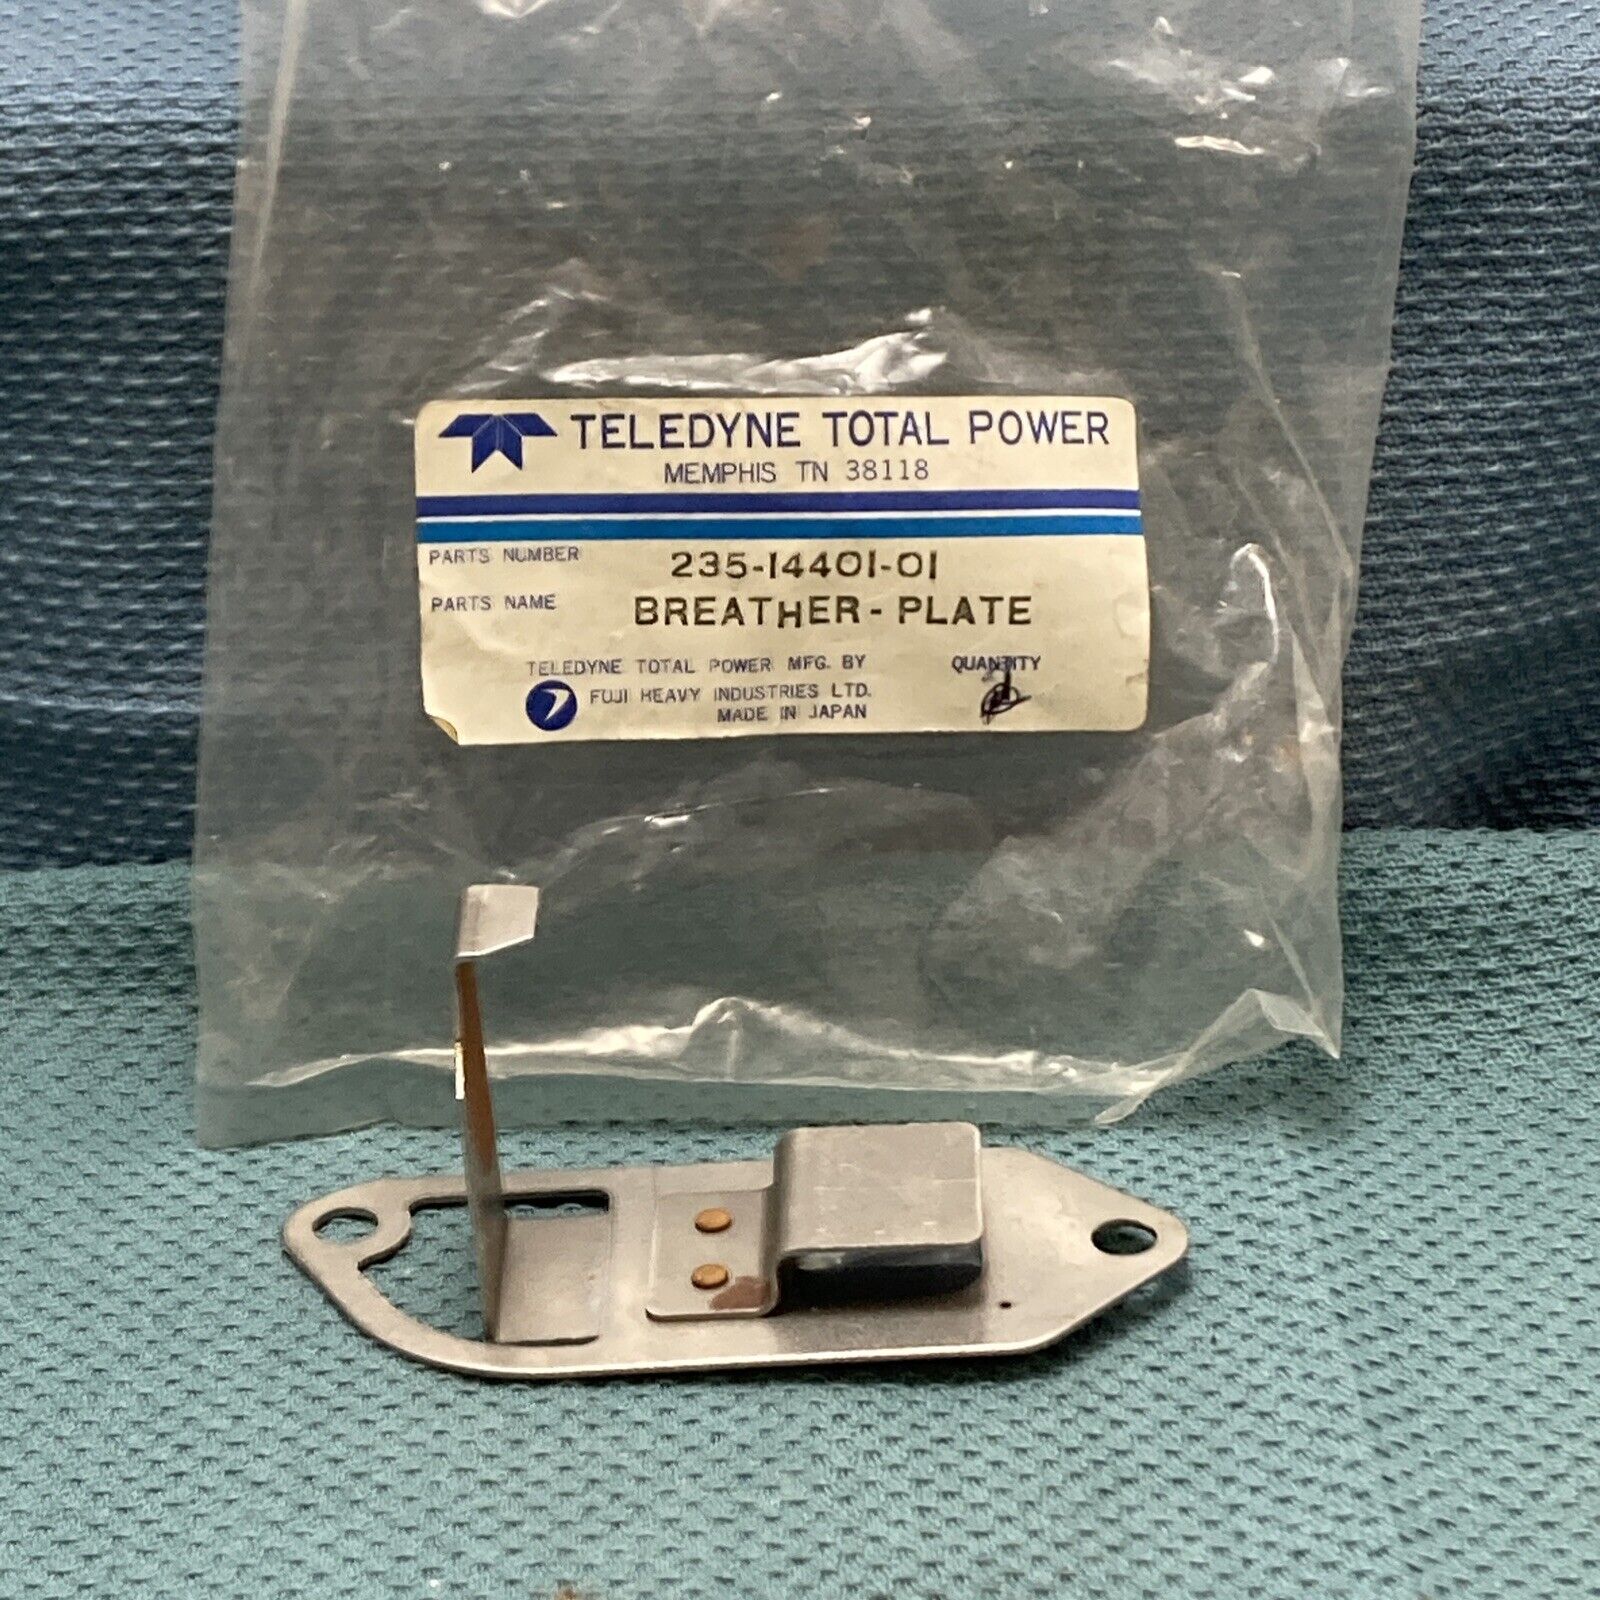 TELEDYNE TOTAL POWER
MEMPHIS TN 38118
PARTS NUMBER 235-14401-01
PARTS NAME BREATHER-PLATE
TELEDYNE TOTAL POWER MFG. BY QUANTITY
FUJI HEAVY INDUSTRIES LTD.
MADE IN JAPAN